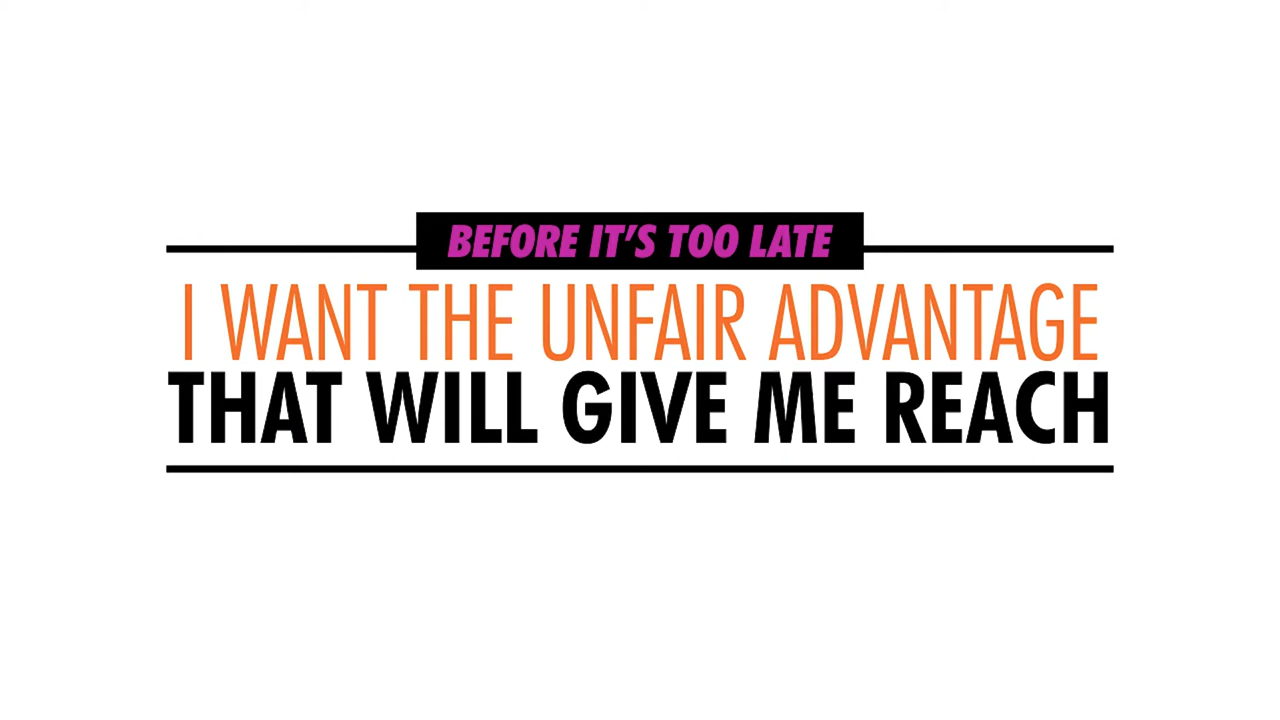 BEFORE IT'S TOO LATE
I WANT THE UNFAIR ADVANTAGE
THAT WILL GIVE ME REACH